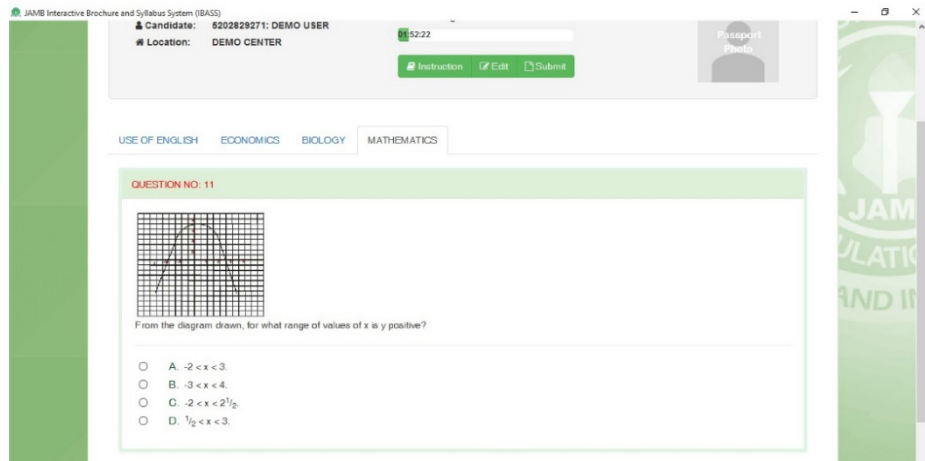 JAMB Interactive Brochure and Syllabus System (IBASS)
Candidate: 5202829271: DEMO USER
Location: DEMO CENTER
01:52:22
Instruction Edit Submit
Passport
Photo
USE OF ENGLISH ECONOMICS BIOLOGY MATHEMATICS
QUESTION NO: 11
From the diagram drawn, for what range of values of x is y positive?
A. -2 < x < 3.
B. -3 < x < 4.
C. -2 < x < 2¹/₂.
D. ¹/₂ < x < 3.
JAM
AND